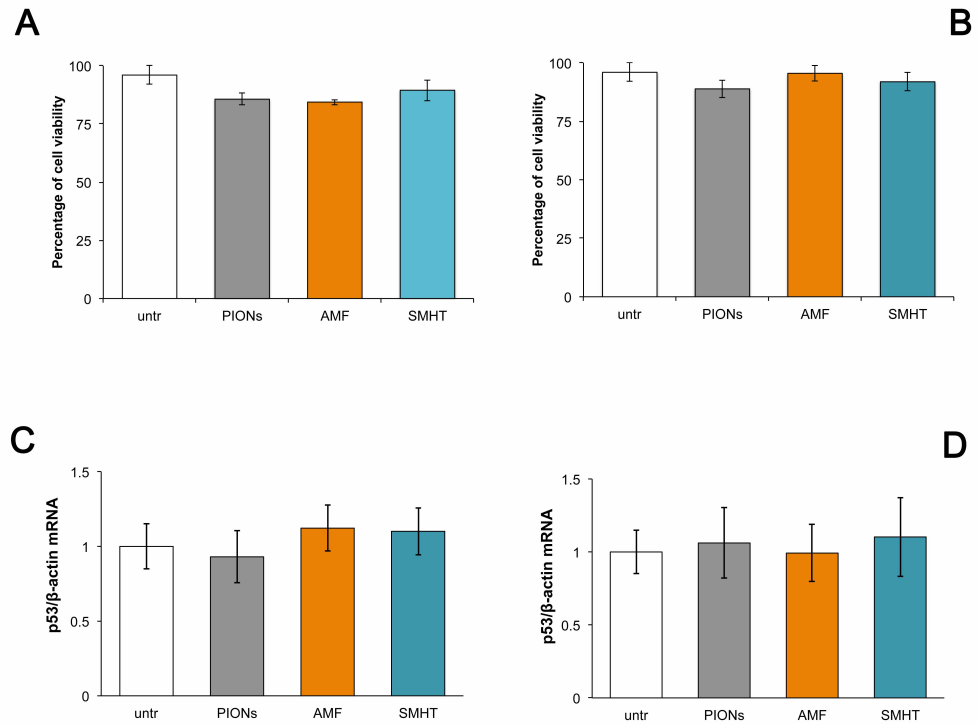 A
Percentage of cell viability
100
75
50
25
0
untr PIONs AMF SMHT
B
Percentage of cell viability
100
75
50
25
0
untr PIONs AMF SMHT
C
p53/β-actin mRNA
1.5
1
0.5
0
untr PIONs AMF SMHT
D
p53/β-actin mRNA
1.5
1
0.5
0
untr PIONs AMF SMHT